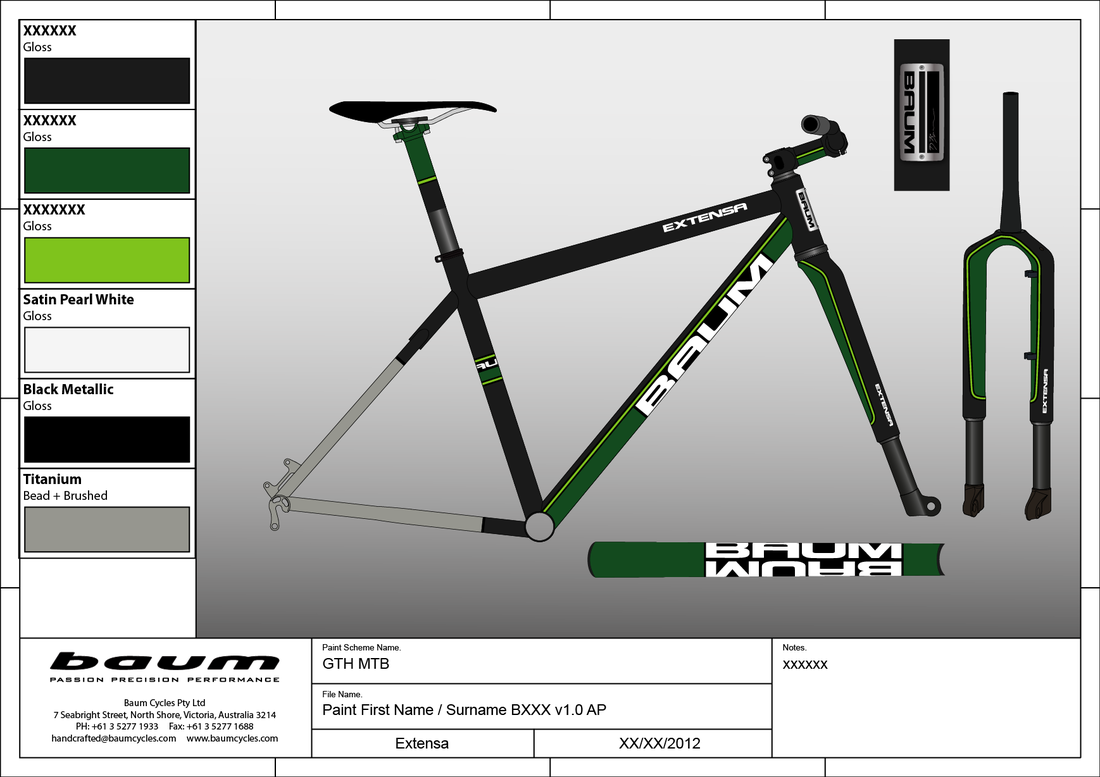 XXXXXX
Gloss
XXXXXX
Gloss
XXXXXXX
Gloss
Satin Pearl White
Gloss
Black Metallic
Gloss
Titanium
Bead + Brushed
BAUM
EXTENSA
BAUM
AU
BAUM
EXTENSA
EXTENSA
BAUM
BAUM
baum
PASSION PRECISION PERFORMANCE
Baum Cycles Pty Ltd
7 Seabright Street, North Shore, Victoria, Australia 3214
PH: +61 3 5277 1933 Fax: +61 3 5277 1688
handcrafted@baumcycles.com www.baumcycles.com
Paint Scheme Name.
GTH MTB
File Name.
Paint First Name / Surname BXXX v1.0 AP
Extensa
XX/XX/2012
Notes.
xxxxxx